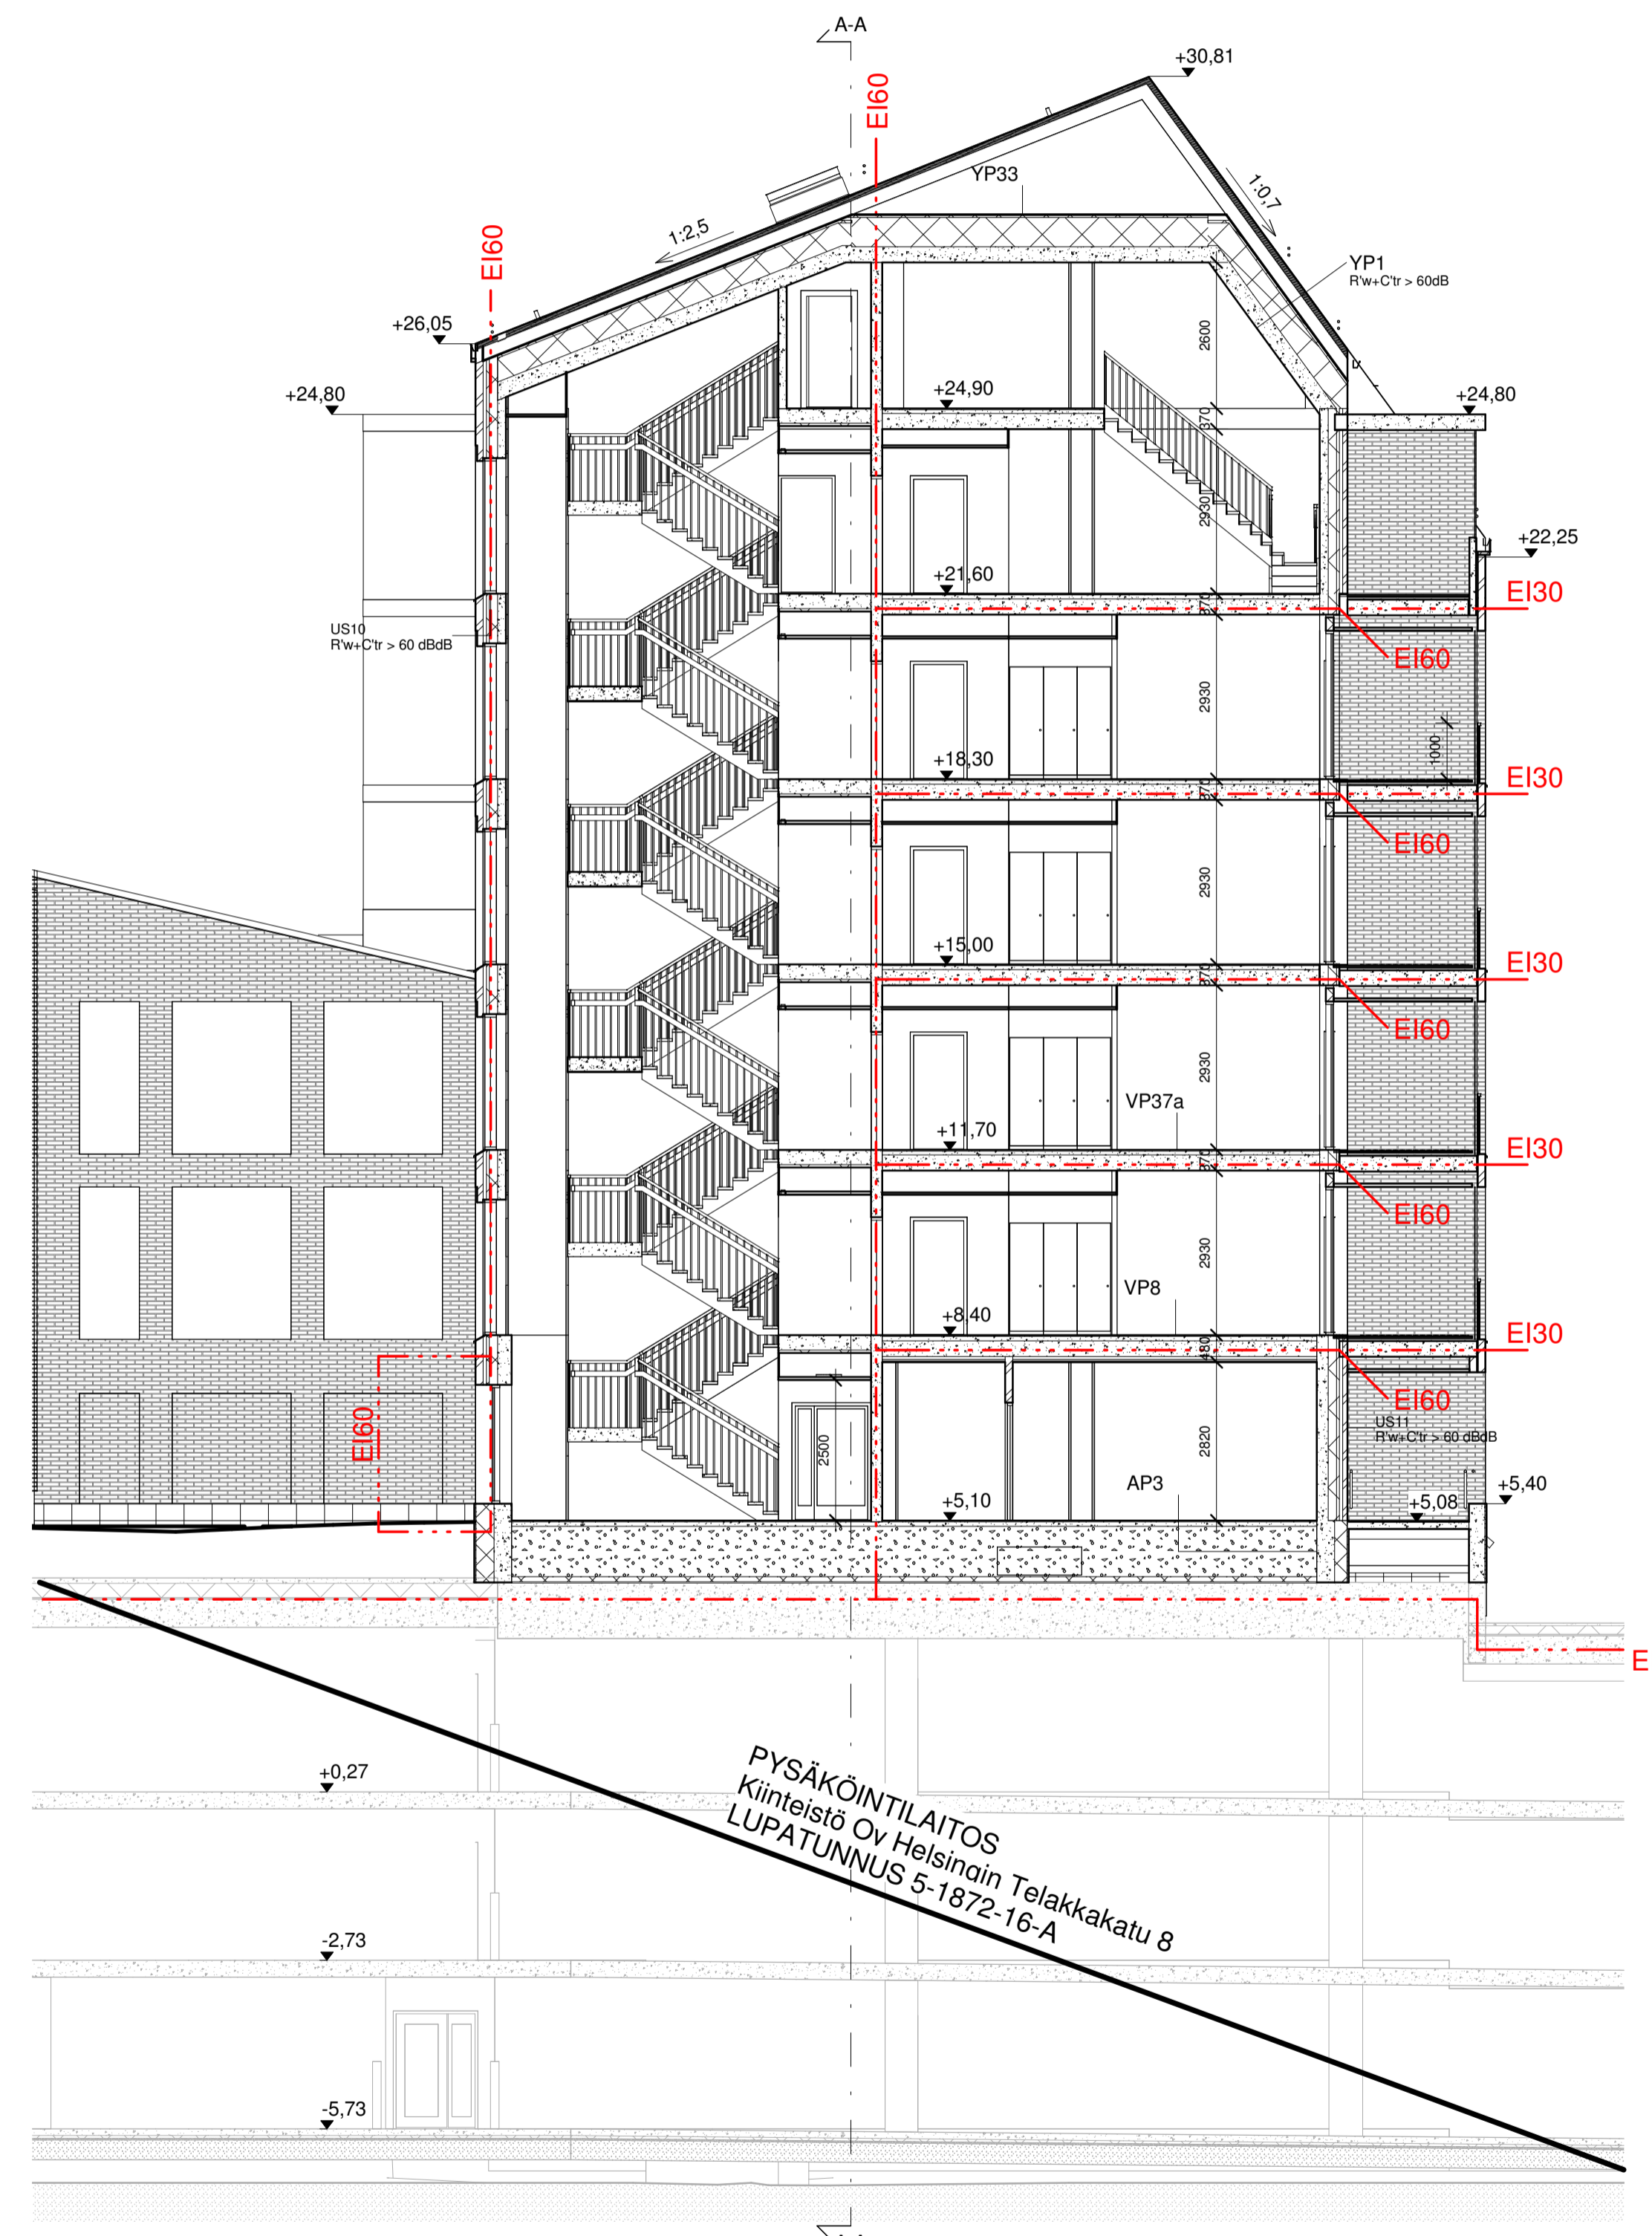 A-A
+30,81
EI60
YP33
1:0,7
1:2,5
EI60
YP1
R'w+C'tr > 60dB
+26,05
2600
+24,80
+24,90
+24,80
370
2930
+22,25
+21,60
EI30
US10
R'w+C'tr > 60 dBdB
EI60
2930
1000
+18,30
EI30
EI60
2930
+15,00
EI30
EI60
2930
VP37a
+11,70
EI30
EI60
2930
VP8
+8,40
EI30
480
EI60
US11
R'w+C'tr > 60 dBdB
EI60
2500
2820
AP3
+5,10
+5,08
+5,40
E
+0,27
PYSÄKÖINTILAITOS
Kiinteistö Oy Helsingin Telakkakatu 8
LUPATUNNUS 5-1872-16-A
-2,73
-5,73